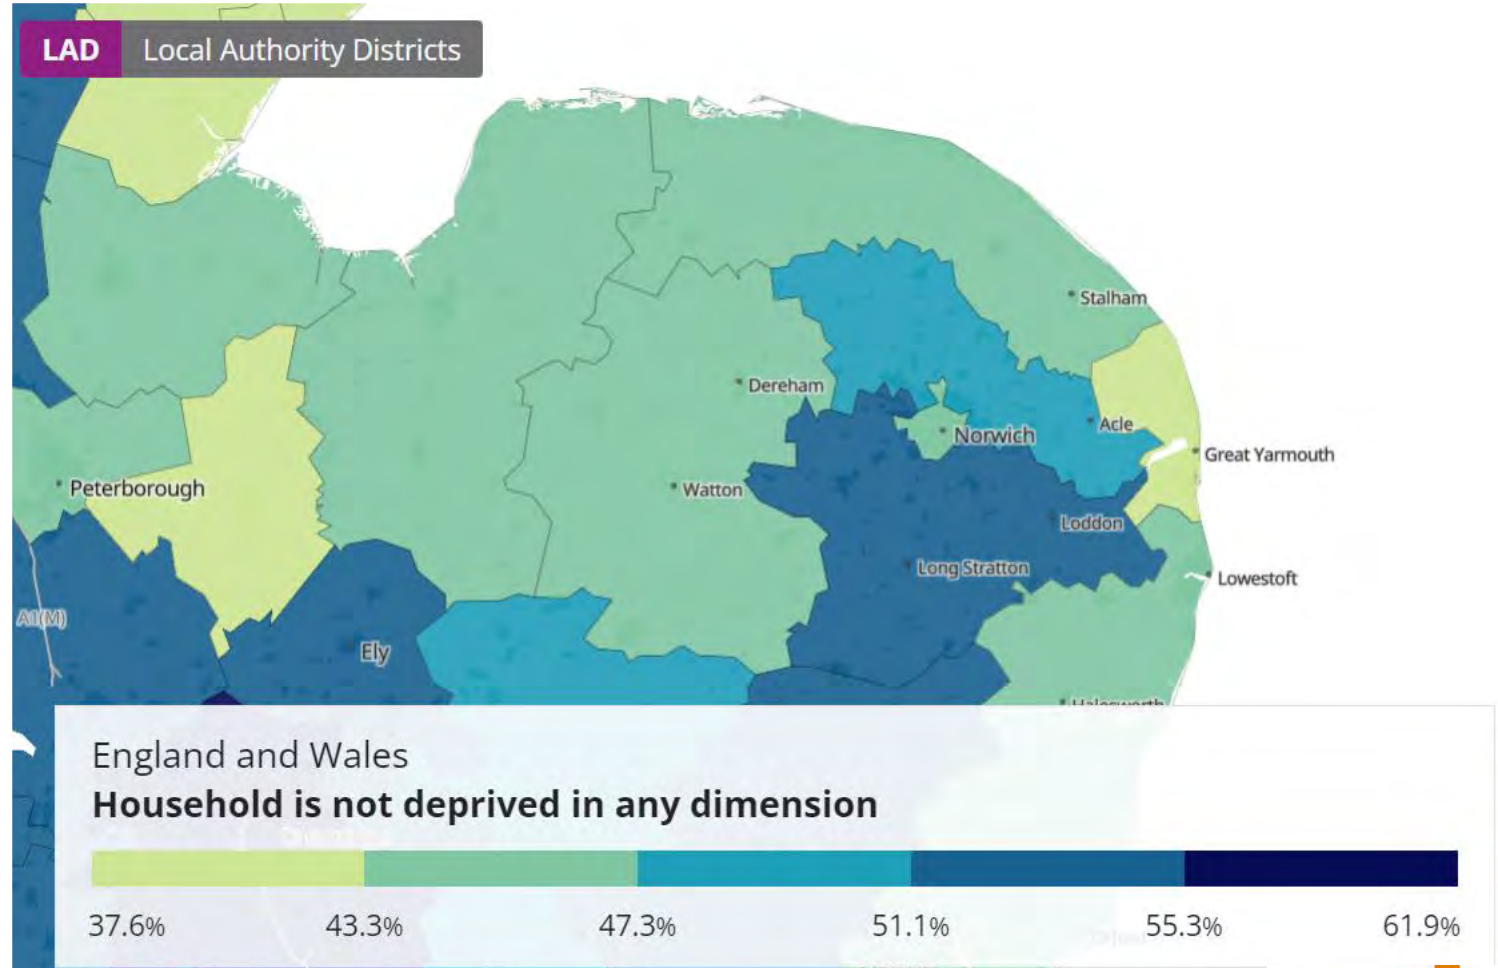 LAD Local Authority Districts
Stalham
Dereham
Acle
Norwich
Great Yarmouth
Peterborough
Watton
Loddon
Long Stratton
Lowestoft
A1(M)
Ely
Halesworth
England and Wales
Household is not deprived in any dimension
37.6% 43.3% 47.3% 51.1% 55.3% 61.9%